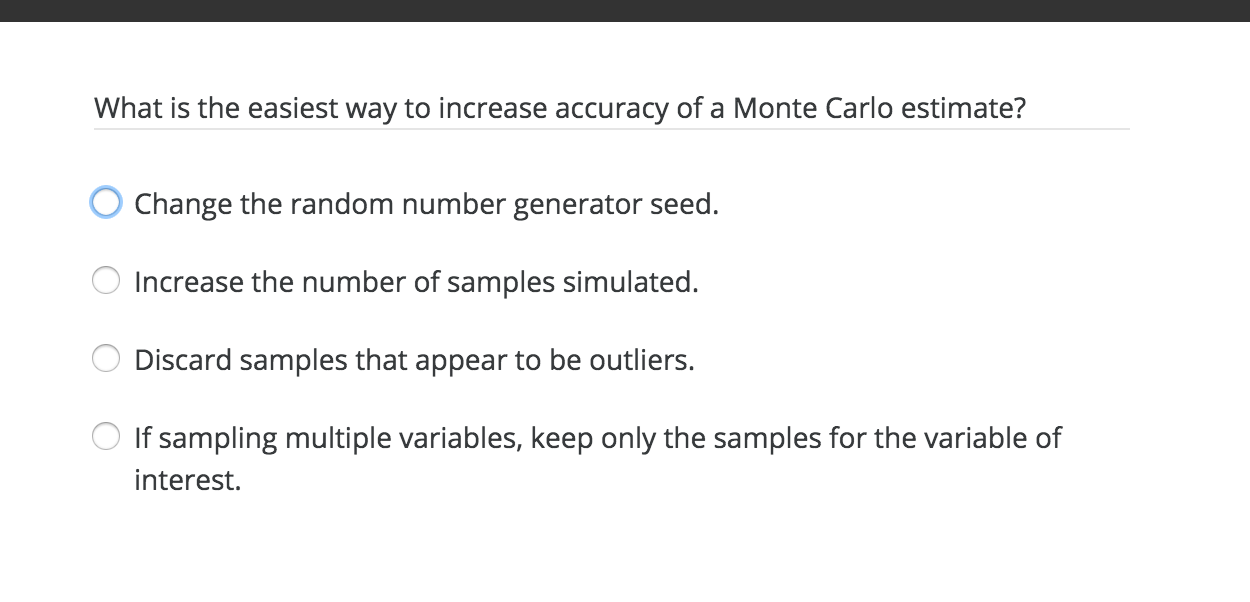 What is the easiest way to increase accuracy of a Monte Carlo estimate?
Change the random number generator seed.
Increase the number of samples simulated.
Discard samples that appear to be outliers.
If sampling multiple variables, keep only the samples for the variable of
interest.